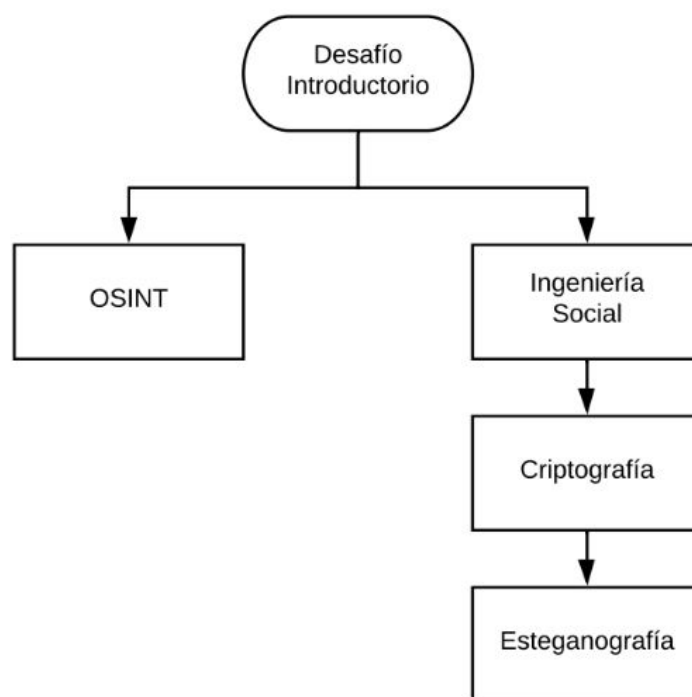 Desafío
Introductorio
OSINT
Ingeniería
Social
Criptografía
Esteganografía